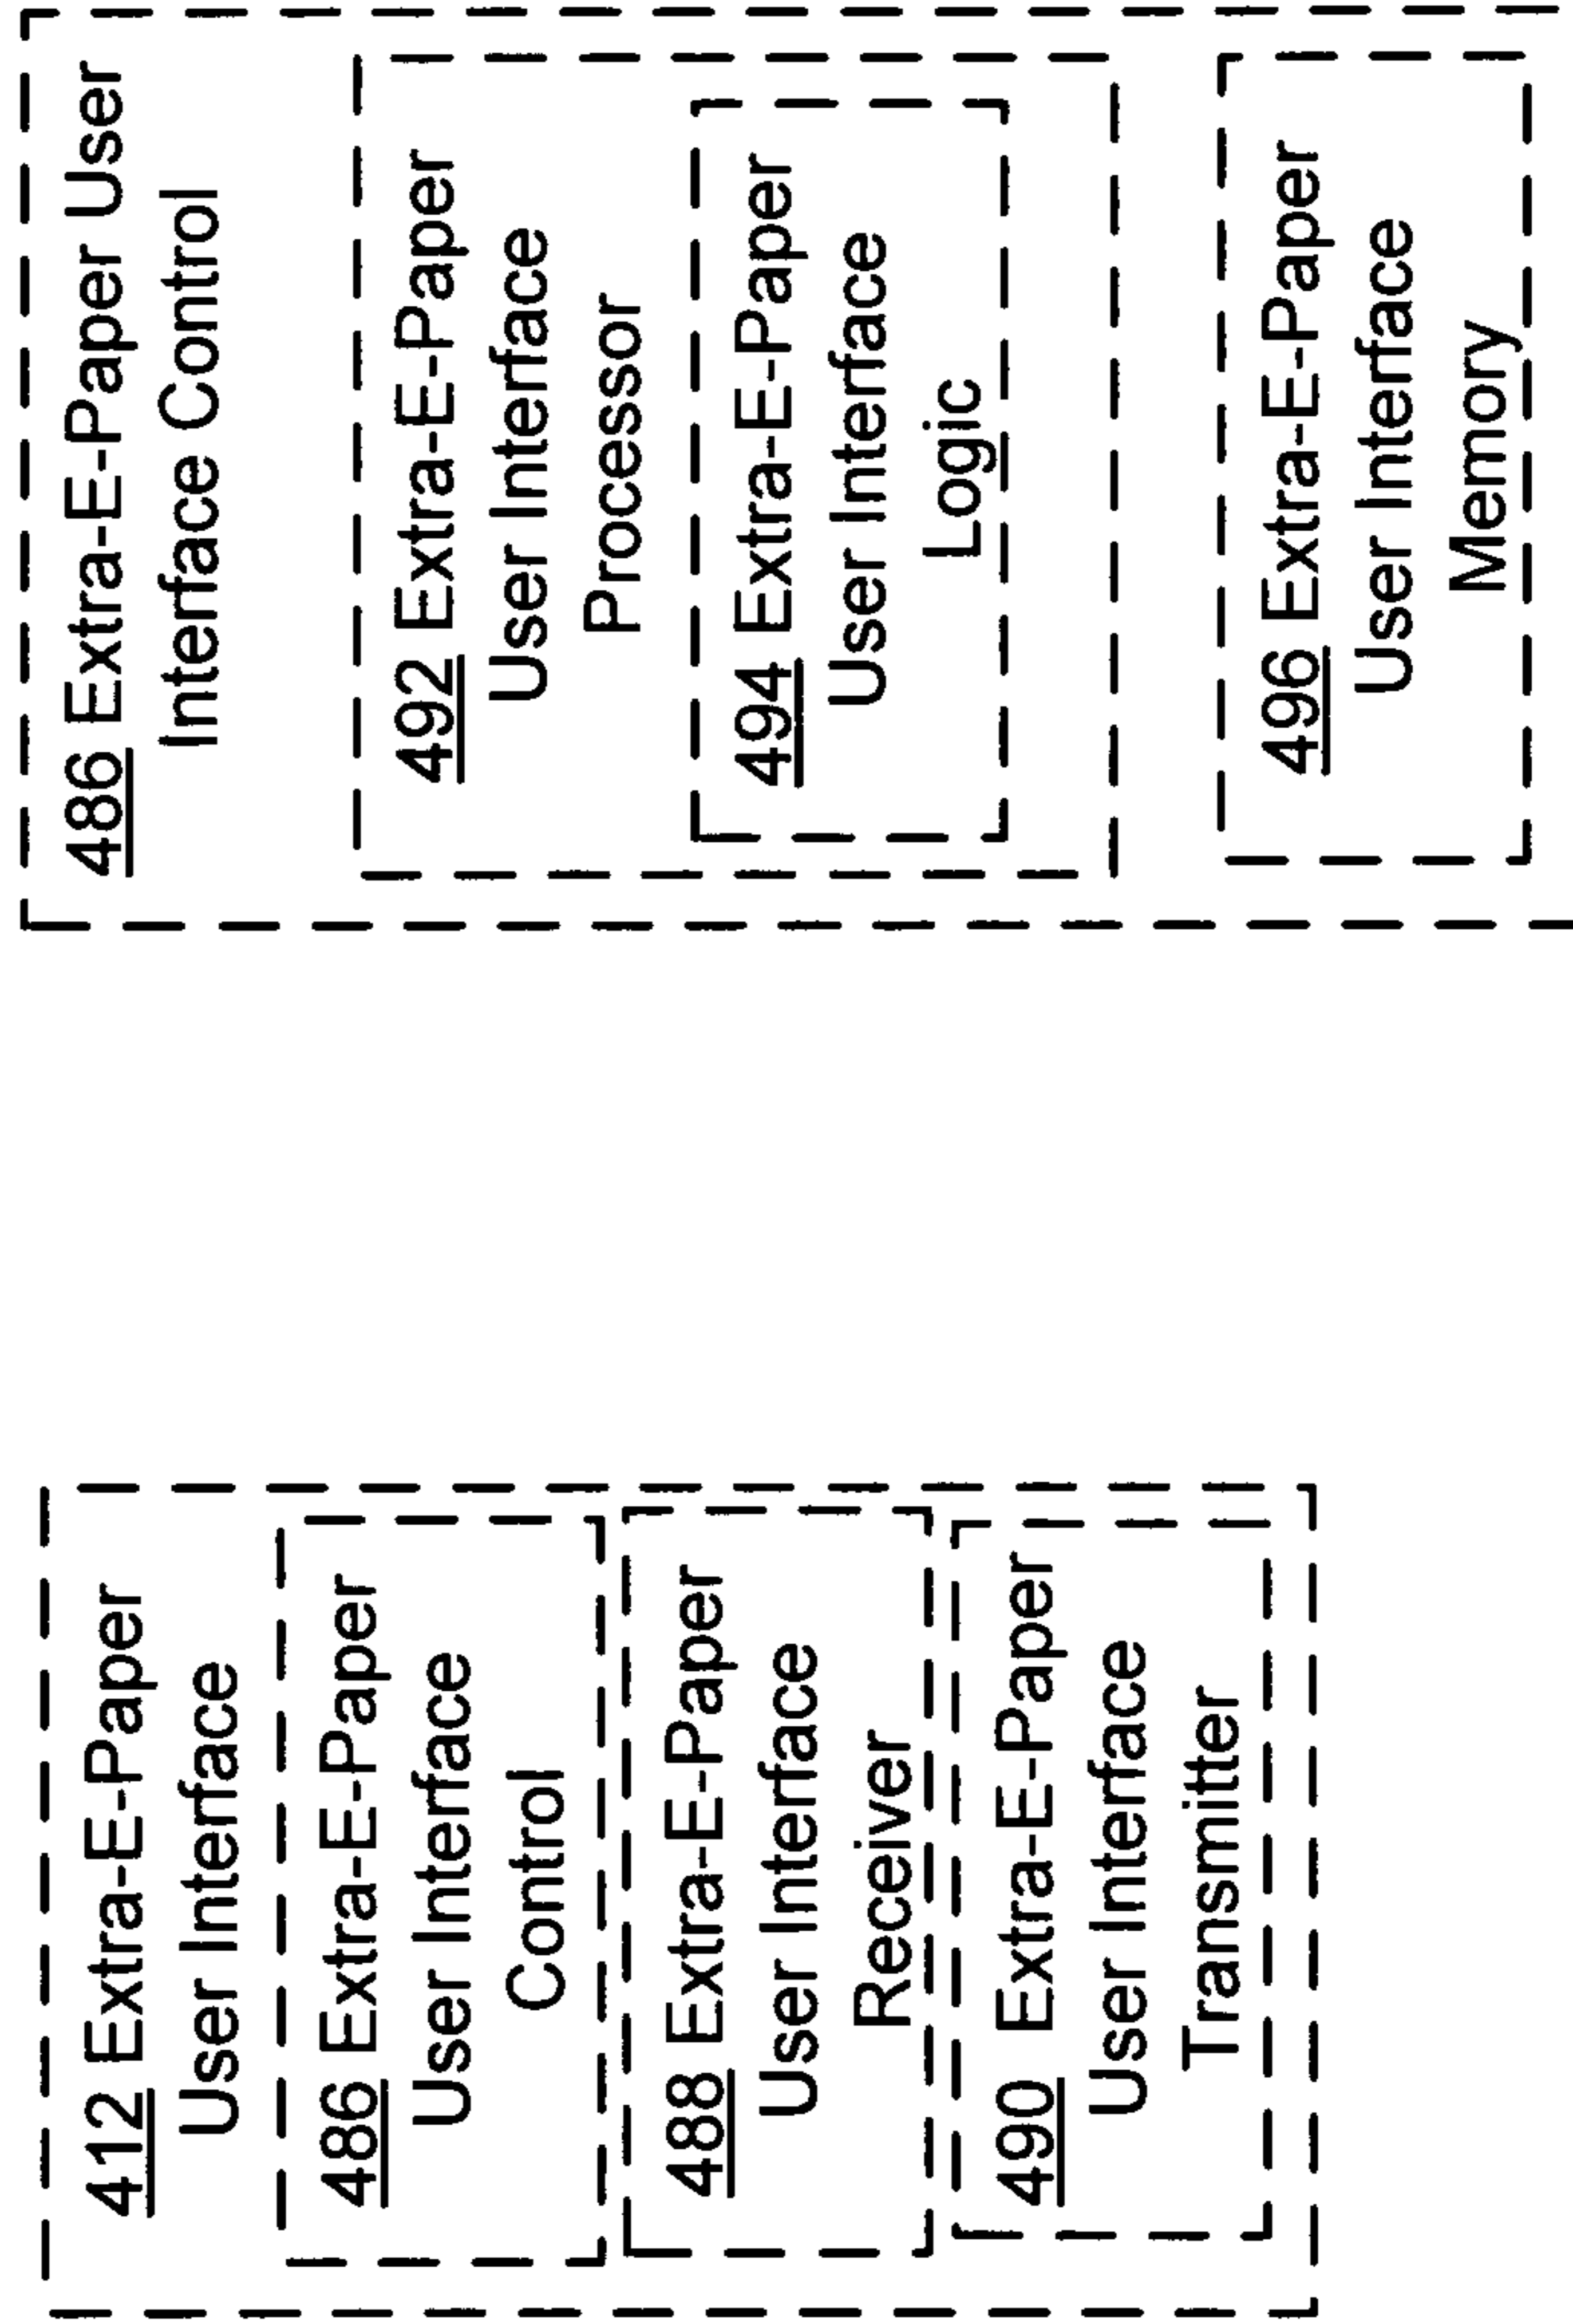 412 Extra-E-Paper
User Interface
486 Extra-E-Paper
User Interface
Control
488 Extra-E-Paper
User Interface
Receiver
490 Extra-E-Paper
User Interface
Transmitter
486 Extra-E-Paper User
Interface Control
492 Extra-E-Paper
User Interface
Processor
494 Extra-E-Paper
User Interface
Logic
496 Extra-E-Paper
User Interface
Memory